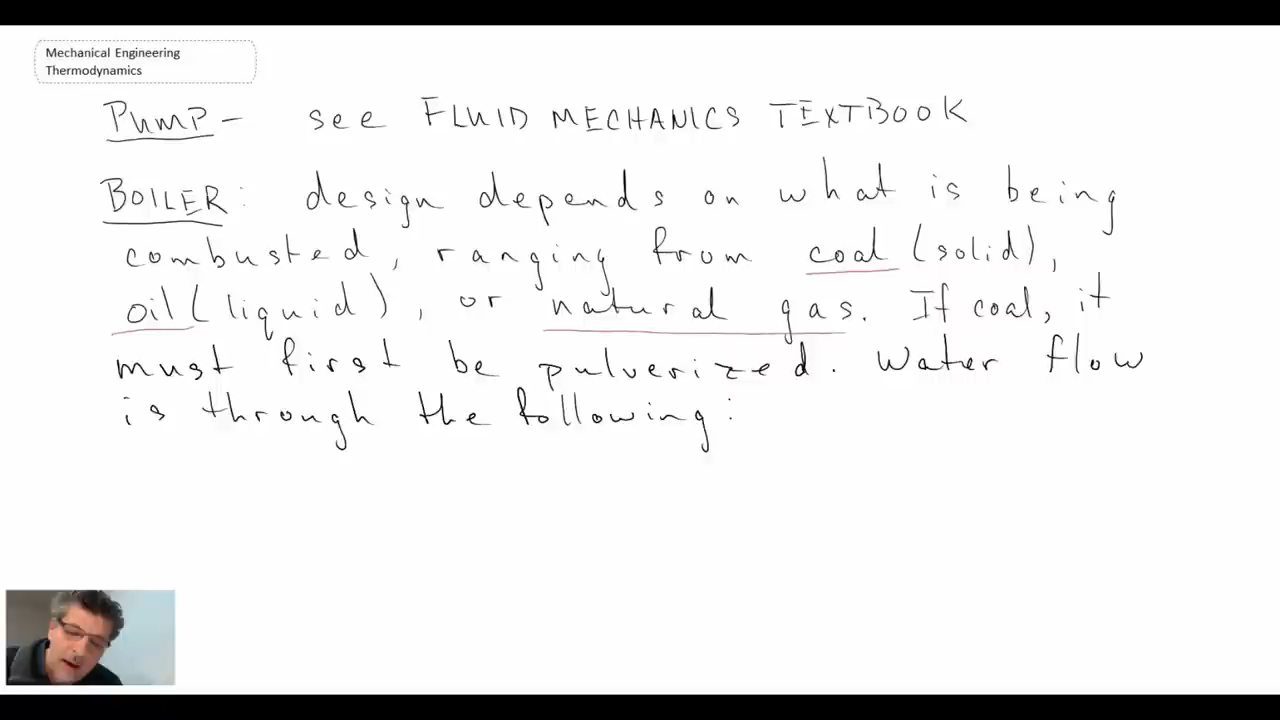 Mechanical Engineering
Thermodynamics
PUMP - see FLUID MECHANICS TEXTBOOK
BOILER: design depends on what is being
combusted, ranging from coal (solid),
oil (liquid), or natural gas. If coal, it
must first be pulverized. Water flow
is through the following: